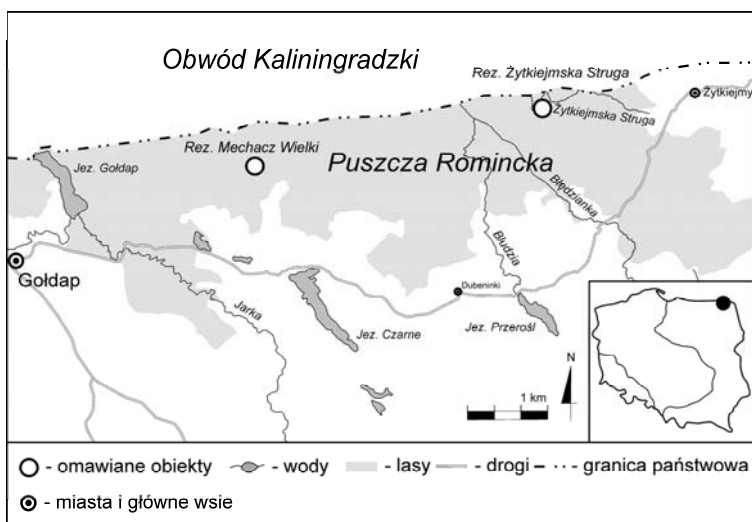 Obwód Kaliningradzki
Rez. Żytkiejmska Struga
Żytkiejmy
Żytkiejmska Struga
Rez. Mechacz Wielki
Puszcza Romincka
Jez. Gołdap
Błędzianka
Bludzia
Gołdap
Dubeninki
Jarka
Jez. Czarne
Jez. Przerośl
N
1 km
- omawiane obiekty
- wody
- lasy
- drogi
- granica państwowa
- miasta i główne wsie